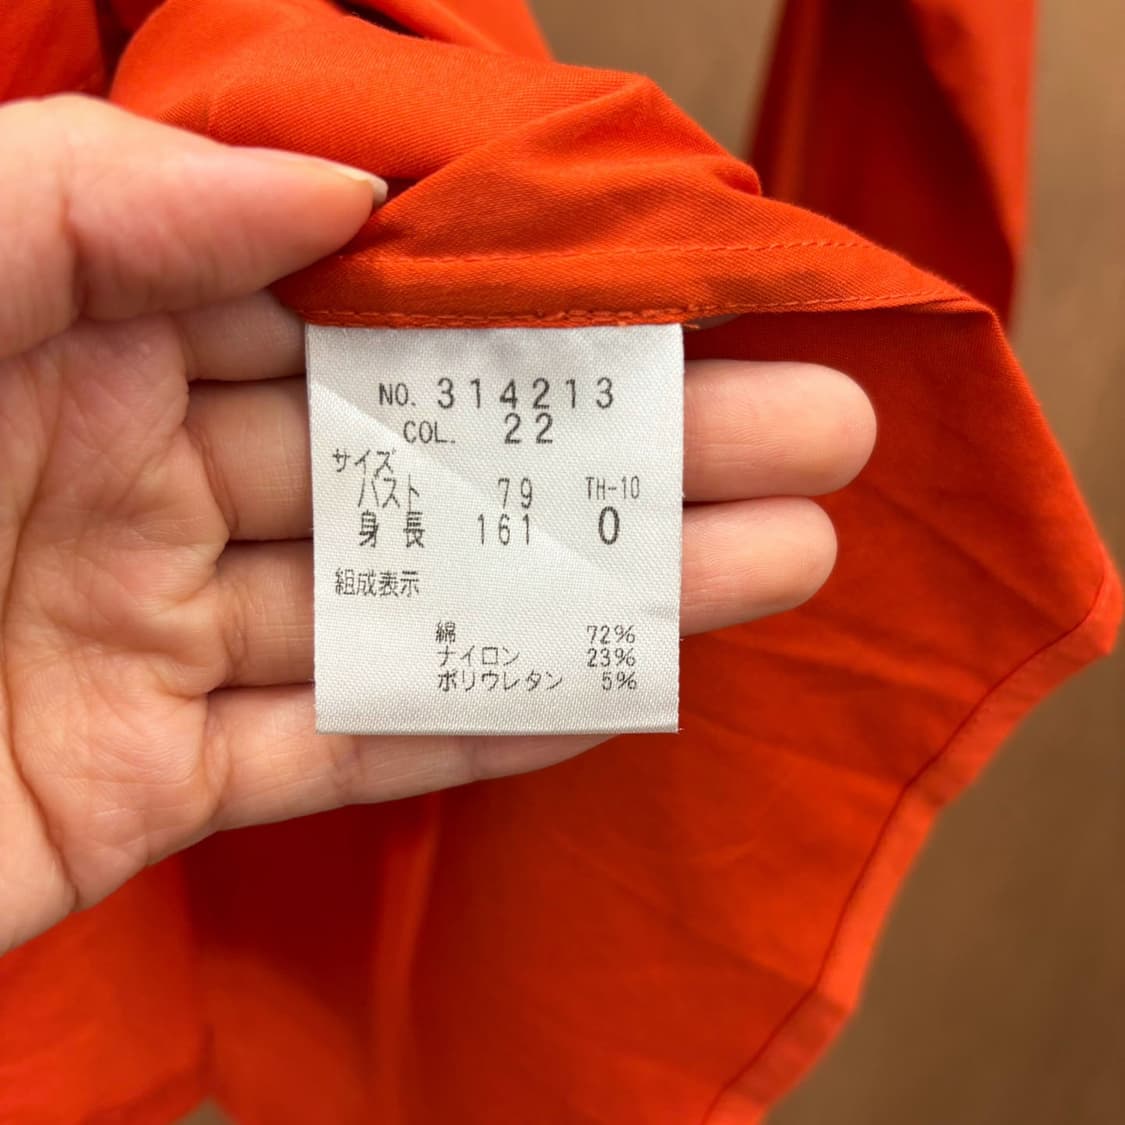 NO. 314213
COL. 22
サイズ
バスト 79 TH-10
身長 161 0
組成表示
綿 72%
ナイロン 23%
ポリウレタン 5%